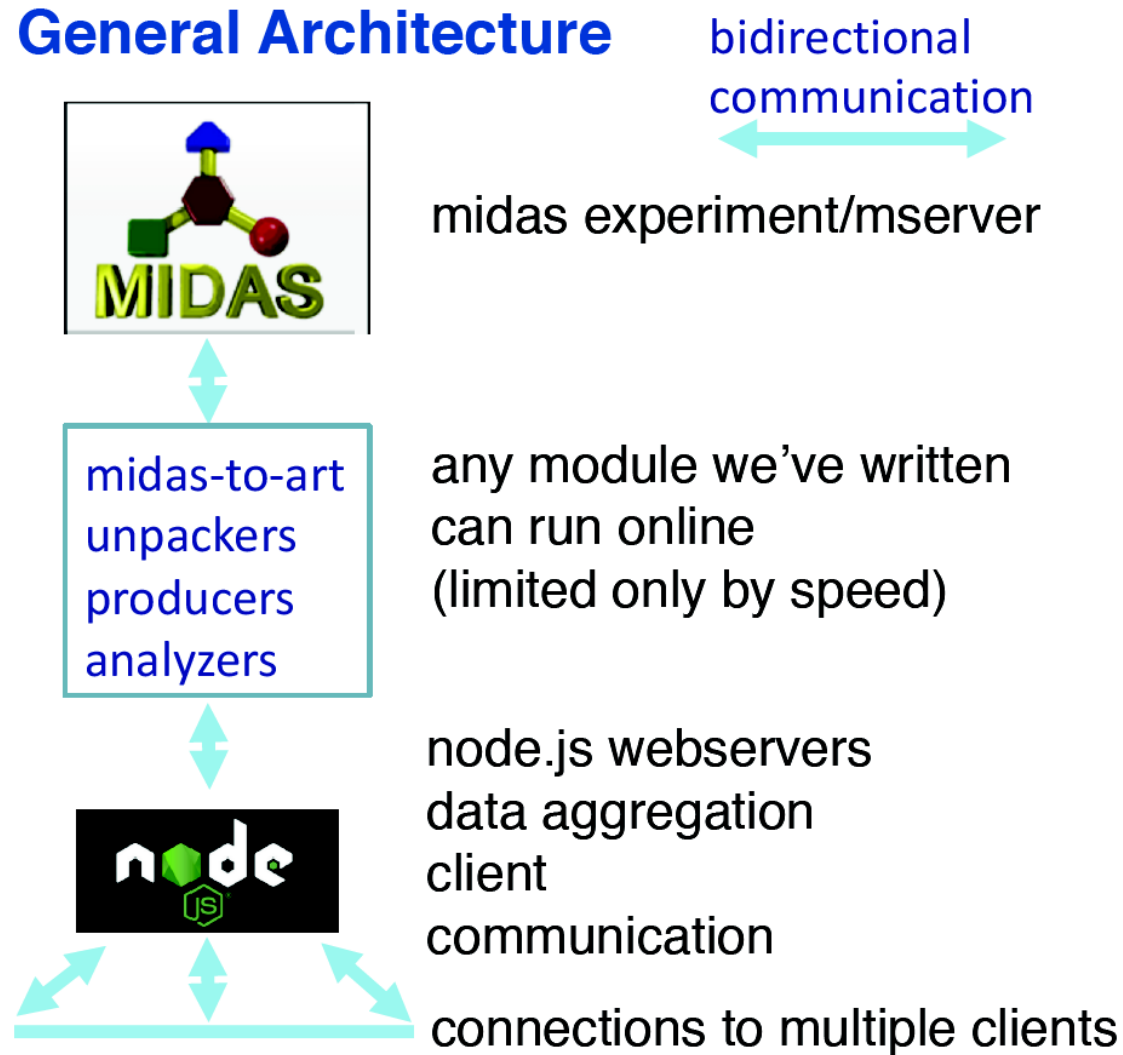 General Architecture
bidirectional
communication
MIDAS
midas experiment/mserver
midas-to-art
unpackers
producers
analyzers
any module we've written
can run online
(limited only by speed)
node.js webservers
data aggregation
client
communication
node
JS
connections to multiple clients